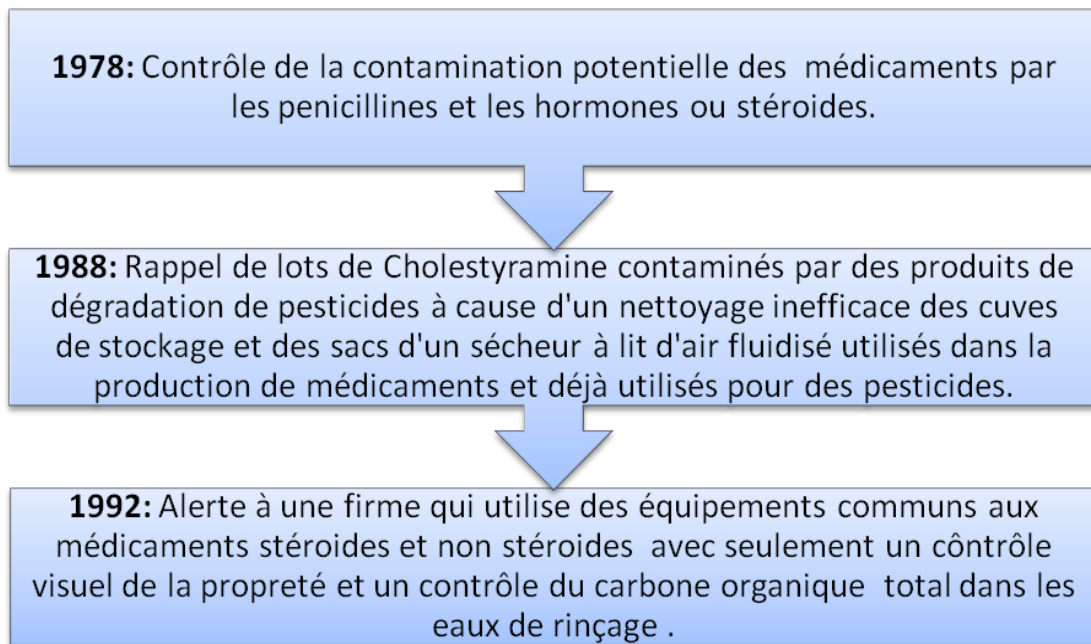 1978: Contrôle de la contamination potentielle des médicaments par
les penicillines et les hormones ou stéroides.
1988: Rappel de lots de Cholestyramine contaminés par des produits de
dégradation de pesticides à cause d'un nettoyage inefficace des cuves
de stockage et des sacs d'un sécheur à lit d'air fluidisé utilisés dans la
production de médicaments et déjà utilisés pour des pesticides.
1992: Alerte à une firme qui utilise des équipements communs aux
médicaments stéroides et non stéroides avec seulement un côntrôle
visuel de la propreté et un contrôle du carbone organique total dans les
eaux de rinçage .